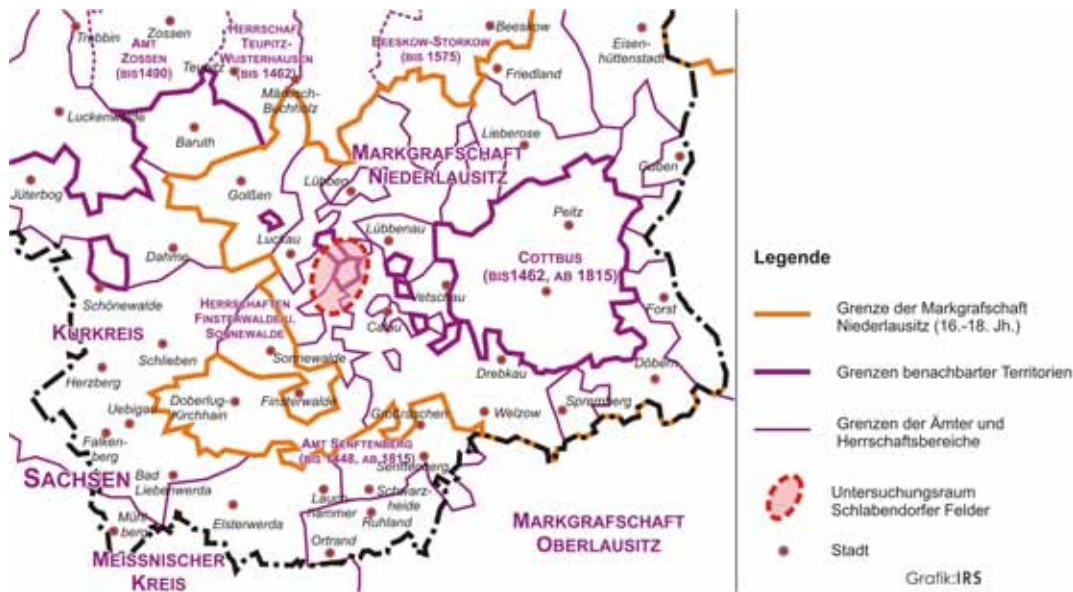 Trebbin
Zossen
AMT
ZOSSEN
(BIS1490)
HERRSCHAFT
TEUPITZ-
WUSTERHAUSEN
(BIS 1462)
Teupitz
Märkisch-
Buchholz
BEESKOW-STORKOW
(BIS 1575)
Beeskow
Friedland
Eisen-
hüttenstadt
Luckenwalde
Baruth
Lieberose
MARKGRAFSCHAFT
NIEDERLAUSITZ
Guben
Jüterbog
Golßen
Lübben
Peitz
Luckau
Lübbenau
Dahme
COTTBUS
(BIS1462, AB 1815)
Schönewalde
Vetschau
Forst
KURKREIS
HERRSCHAFTEN
FINSTERWALDE U.
SONNEWALDE
Calau
Schlieben
Sonnewalde
Drebkau
Döbern
Herzberg
Doberlug-
Kirchhain
Finsterwalde
Uebigau
Großräschen
Welzow
Spremberg
Falken-
berg
AMT SENFTENBERG
(BIS 1448, AB 1815)
Senftenberg
SACHSEN
Bad
Liebenwerda
Lauch-
hammer
Schwarz-
heide
Ruhland
Mühl-
berg
Elsterwerda
Ortrand
MARKGRAFSCHAFT
OBERLAUSITZ
MEISSNISCHER
KREIS
Legende
Grenze der Markgrafschaft
Niederlausitz (16.-18. Jh.)
Grenzen benachbarter Territorien
Grenzen der Ämter und
Herrschaftsbereiche
Untersuchungsraum
Schlabendorfer Felder
Stadt
Grafik:IRS